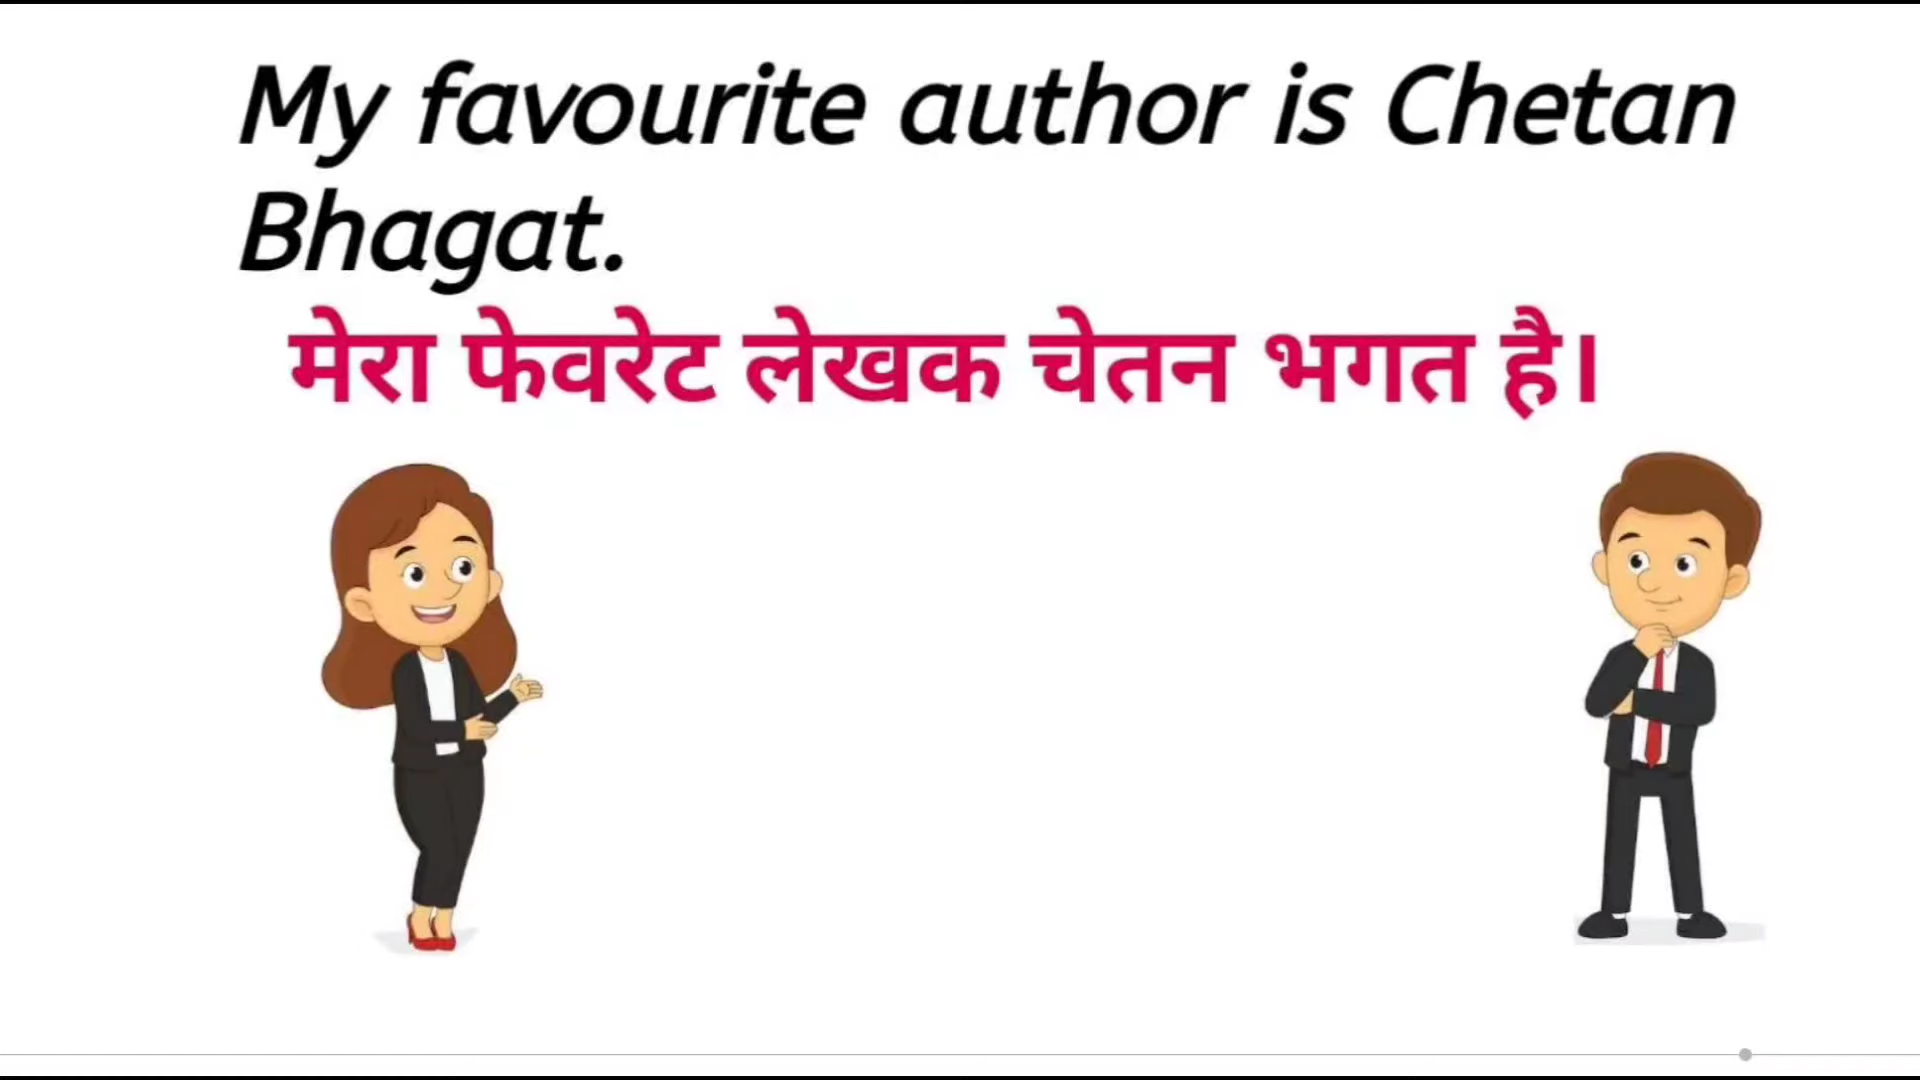 My favourite author is Chetan
Bhagat.
मेरा फेवरेट लेखक चेतन भगत है।